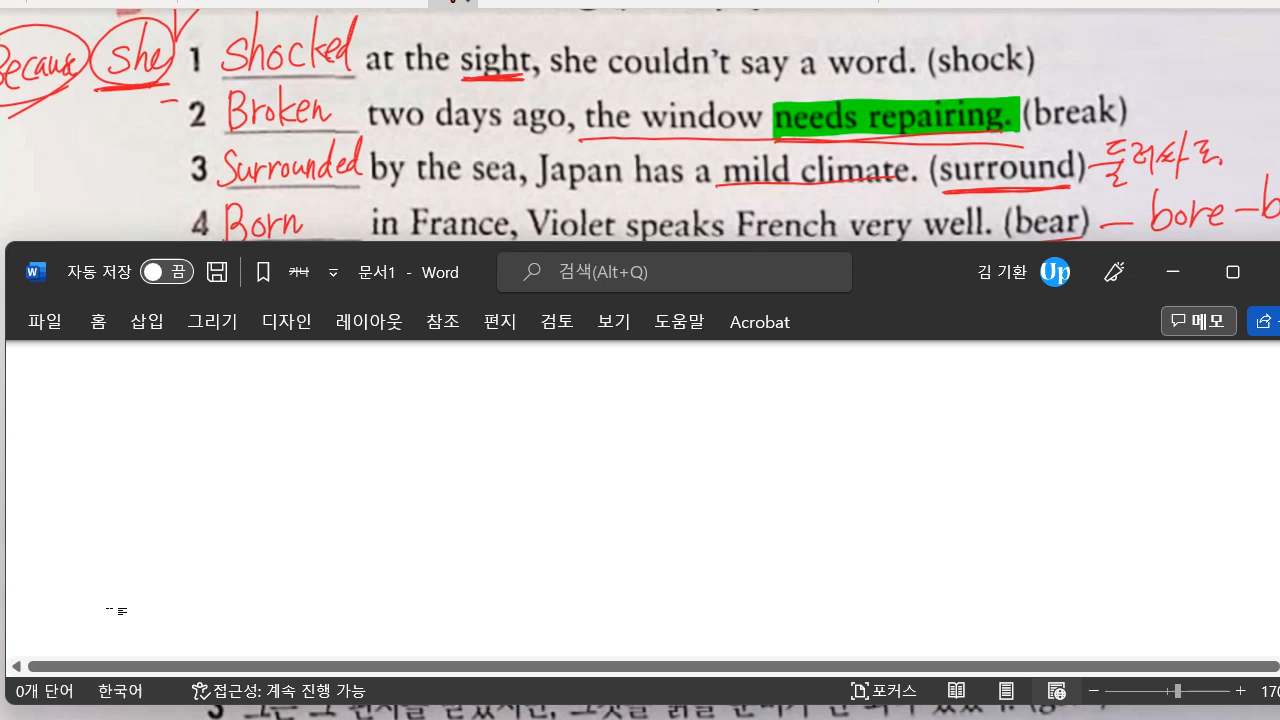 Because she 1 Shocked at the sight, she couldn't say a word. (shock)
2 Broken two days ago, the window needs repairing. (break)
3 Surrounded by the sea, Japan has a mild climate. (surround) - 둘러싸다.
4 Born in France, Violet speaks French very well. (bear) - bore - b
자동 저장 끔 가나 문서1 - Word 검색(Alt+Q) 김 기환 Up
파일 홈 삽입 그리기 디자인 레이아웃 참조 편지 검토 보기 도움말 Acrobat 메모
0개 단어 한국어 접근성: 계속 진행 가능 포커스 170